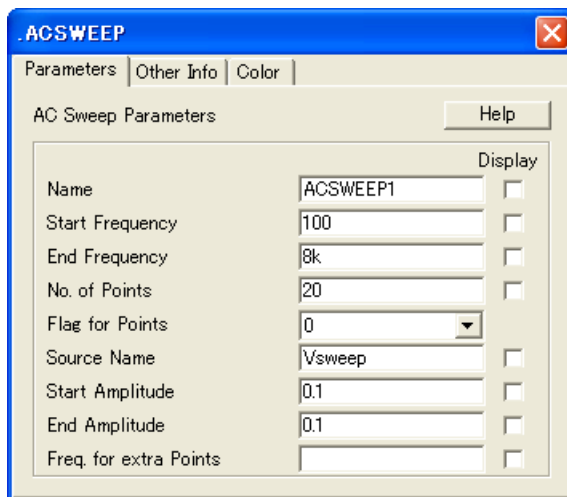 .ACSWEEP
Parameters Other Info Color
AC Sweep Parameters Help
Display
Name ACSWEEP1
Start Frequency 100
End Frequency 8k
No. of Points 20
Flag for Points 0
Source Name Vsweep
Start Amplitude 0.1
End Amplitude 0.1
Freq. for extra Points